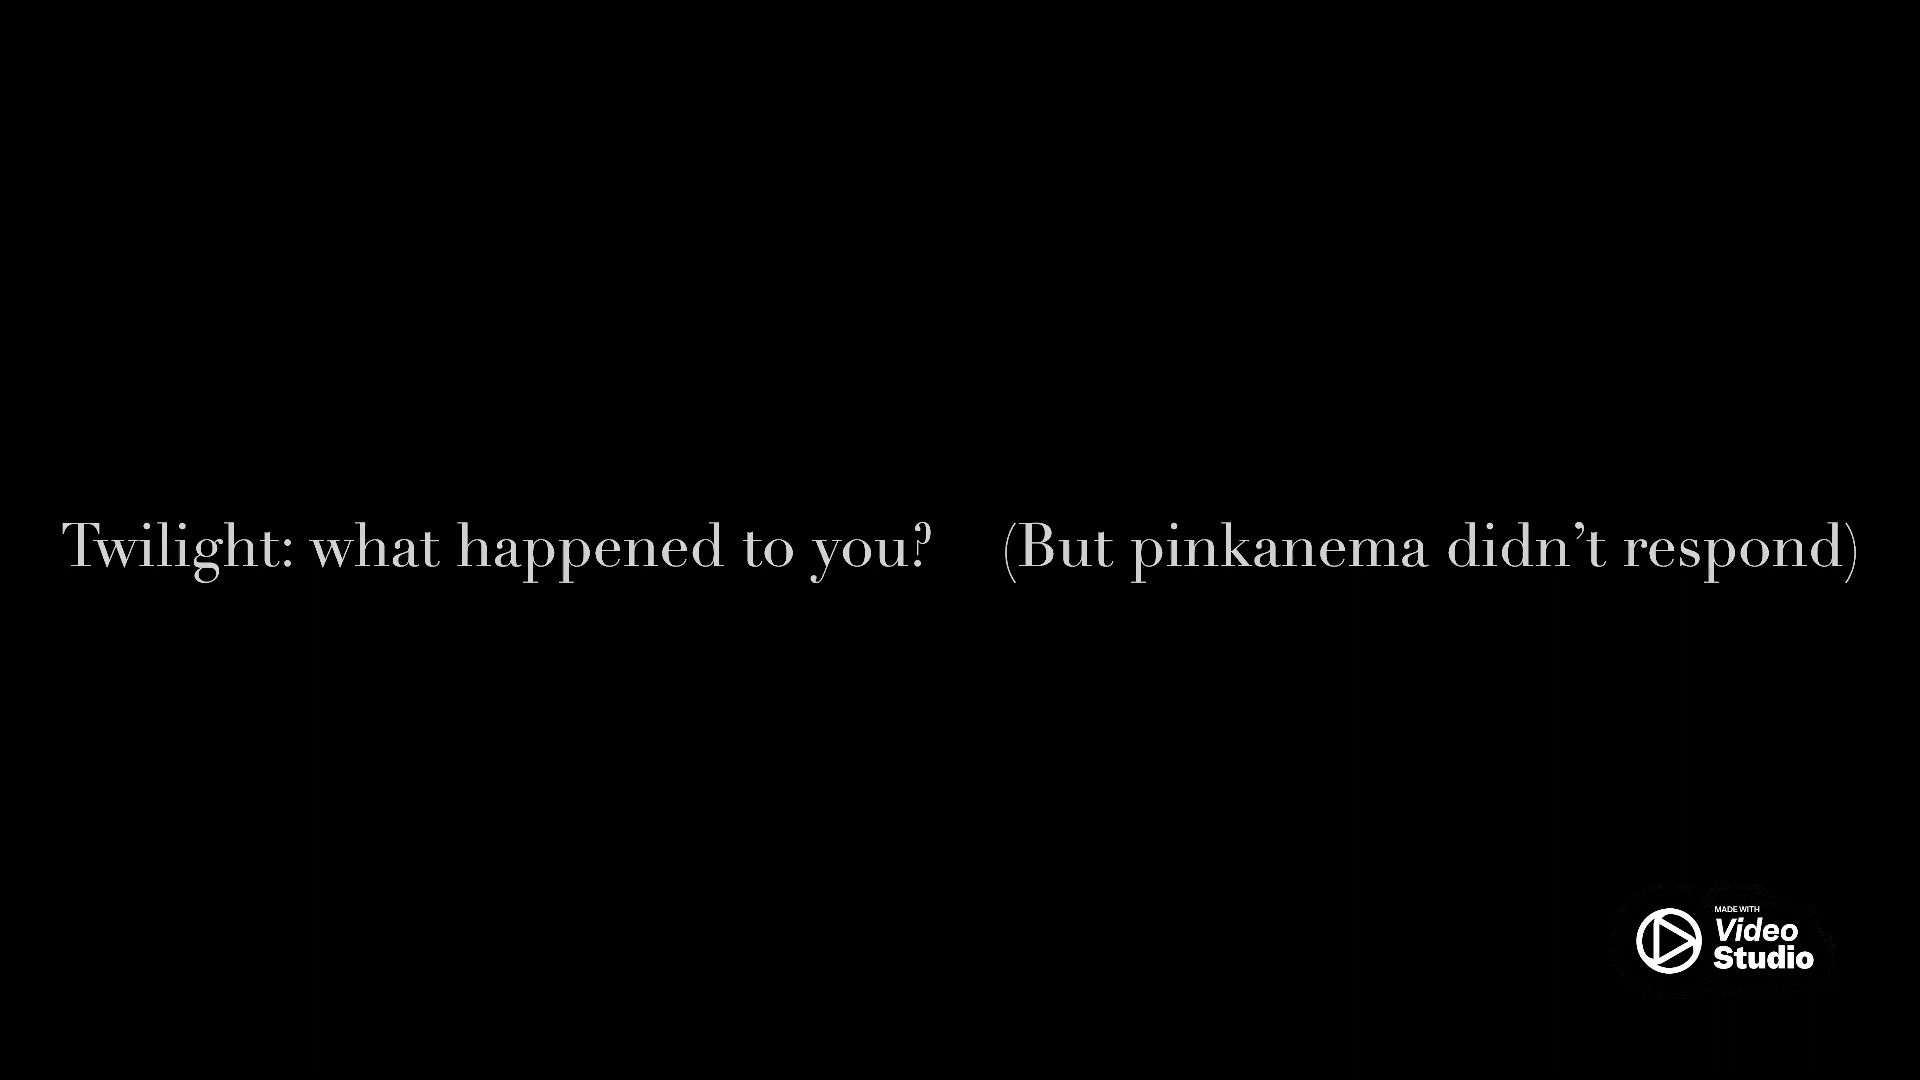 Twilight: what happened to you? (But pinkanema didn’t respond)
MADE WITH
Video
Studio